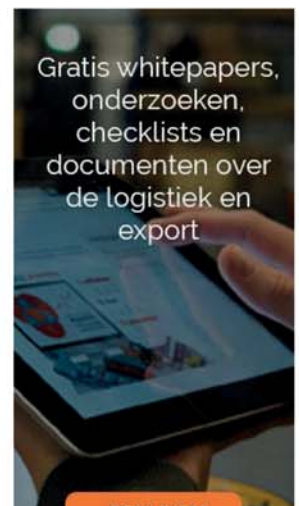 Gratis whitepapers,
onderzoeken,
checklists en
documenten over
de logistiek en
export